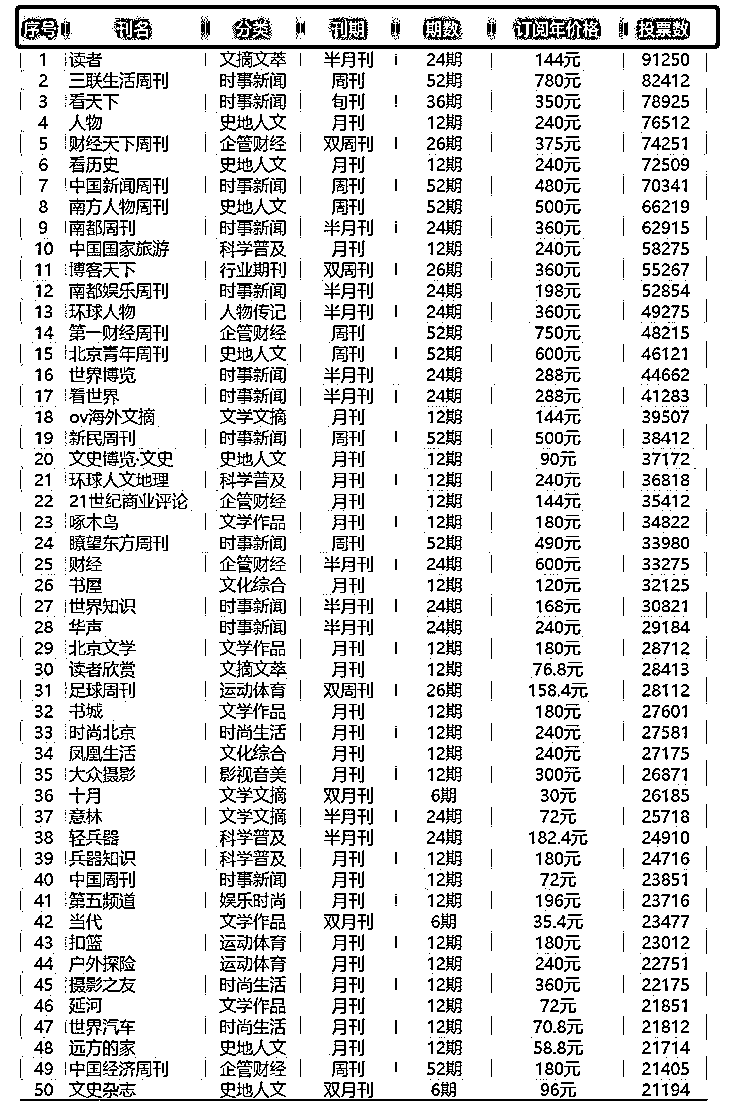 序号 刊名 分类 刊期 期数 订阅年价格 投票数
1 读者 文摘文萃 半月刊 24期 144元 91250
2 三联生活周刊 时事新闻 周刊 52期 780元 82412
3 看天下 时事新闻 旬刊 36期 350元 78925
4 人物 史地人文 月刊 12期 240元 76512
5 财经天下周刊 企管财经 双周刊 26期 375元 74251
6 看历史 史地人文 月刊 12期 240元 72509
7 中国新闻周刊 时事新闻 周刊 52期 480元 70341
8 南方人物周刊 史地人文 周刊 52期 500元 66219
9 南都周刊 时事新闻 半月刊 24期 360元 62915
10 中国国家旅游 科学普及 月刊 12期 240元 58275
11 博客天下 行业期刊 双周刊 26期 360元 55267
12 南都娱乐周刊 时事新闻 半月刊 24期 198元 52854
13 环球人物 人物传记 半月刊 24期 360元 49275
14 第一财经周刊 企管财经 周刊 52期 750元 48215
15 北京青年周刊 史地人文 周刊 52期 600元 46121
16 世界博览 时事新闻 半月刊 24期 288元 44662
17 看世界 时事新闻 半月刊 24期 288元 41283
18 ov海外文摘 文学文摘 月刊 12期 144元 39507
19 新民周刊 时事新闻 周刊 52期 500元 38412
20 文史博览·文史 史地人文 月刊 12期 90元 37172
21 环球人文地理 科学普及 月刊 12期 240元 36818
22 21世纪商业评论 企管财经 月刊 12期 144元 35412
23 啄木鸟 文学作品 月刊 12期 180元 34822
24 瞭望东方周刊 时事新闻 周刊 52期 490元 33980
25 财经 企管财经 半月刊 24期 600元 33275
26 书屋 文化综合 月刊 12期 120元 32125
27 世界知识 时事新闻 半月刊 24期 168元 30821
28 华声 时事新闻 半月刊 24期 240元 29184
29 北京文学 文学作品 月刊 12期 180元 28712
30 读者欣赏 文摘文萃 月刊 12期 76.8元 28413
31 足球周刊 运动体育 双周刊 26期 158.4元 28112
32 书城 文学作品 月刊 12期 180元 27601
33 时尚北京 时尚生活 月刊 12期 240元 27581
34 凤凰生活 文化综合 月刊 12期 240元 27175
35 大众摄影 影视音美 月刊 12期 300元 26871
36 十月 文学文摘 双月刊 6期 30元 26185
37 意林 文学文摘 半月刊 24期 72元 25718
38 轻兵器 科学普及 半月刊 24期 182.4元 24910
39 兵器知识 科学普及 月刊 12期 180元 24716
40 中国周刊 时事新闻 月刊 12期 72元 23851
41 第五频道 娱乐时尚 月刊 12期 196元 23716
42 当代 文学作品 双月刊 6期 35.4元 23477
43 扣篮 运动体育 月刊 12期 180元 23012
44 户外探险 运动体育 月刊 12期 240元 22751
45 摄影之友 时尚生活 月刊 12期 360元 22175
46 延河 文学作品 月刊 12期 72元 21851
47 世界汽车 时尚生活 月刊 12期 70.8元 21812
48 远方的家 史地人文 月刊 12期 58.8元 21714
49 中国经济周刊 企管财经 周刊 52期 180元 21405
50 文史杂志 史地人文 双月刊 6期 96元 21194